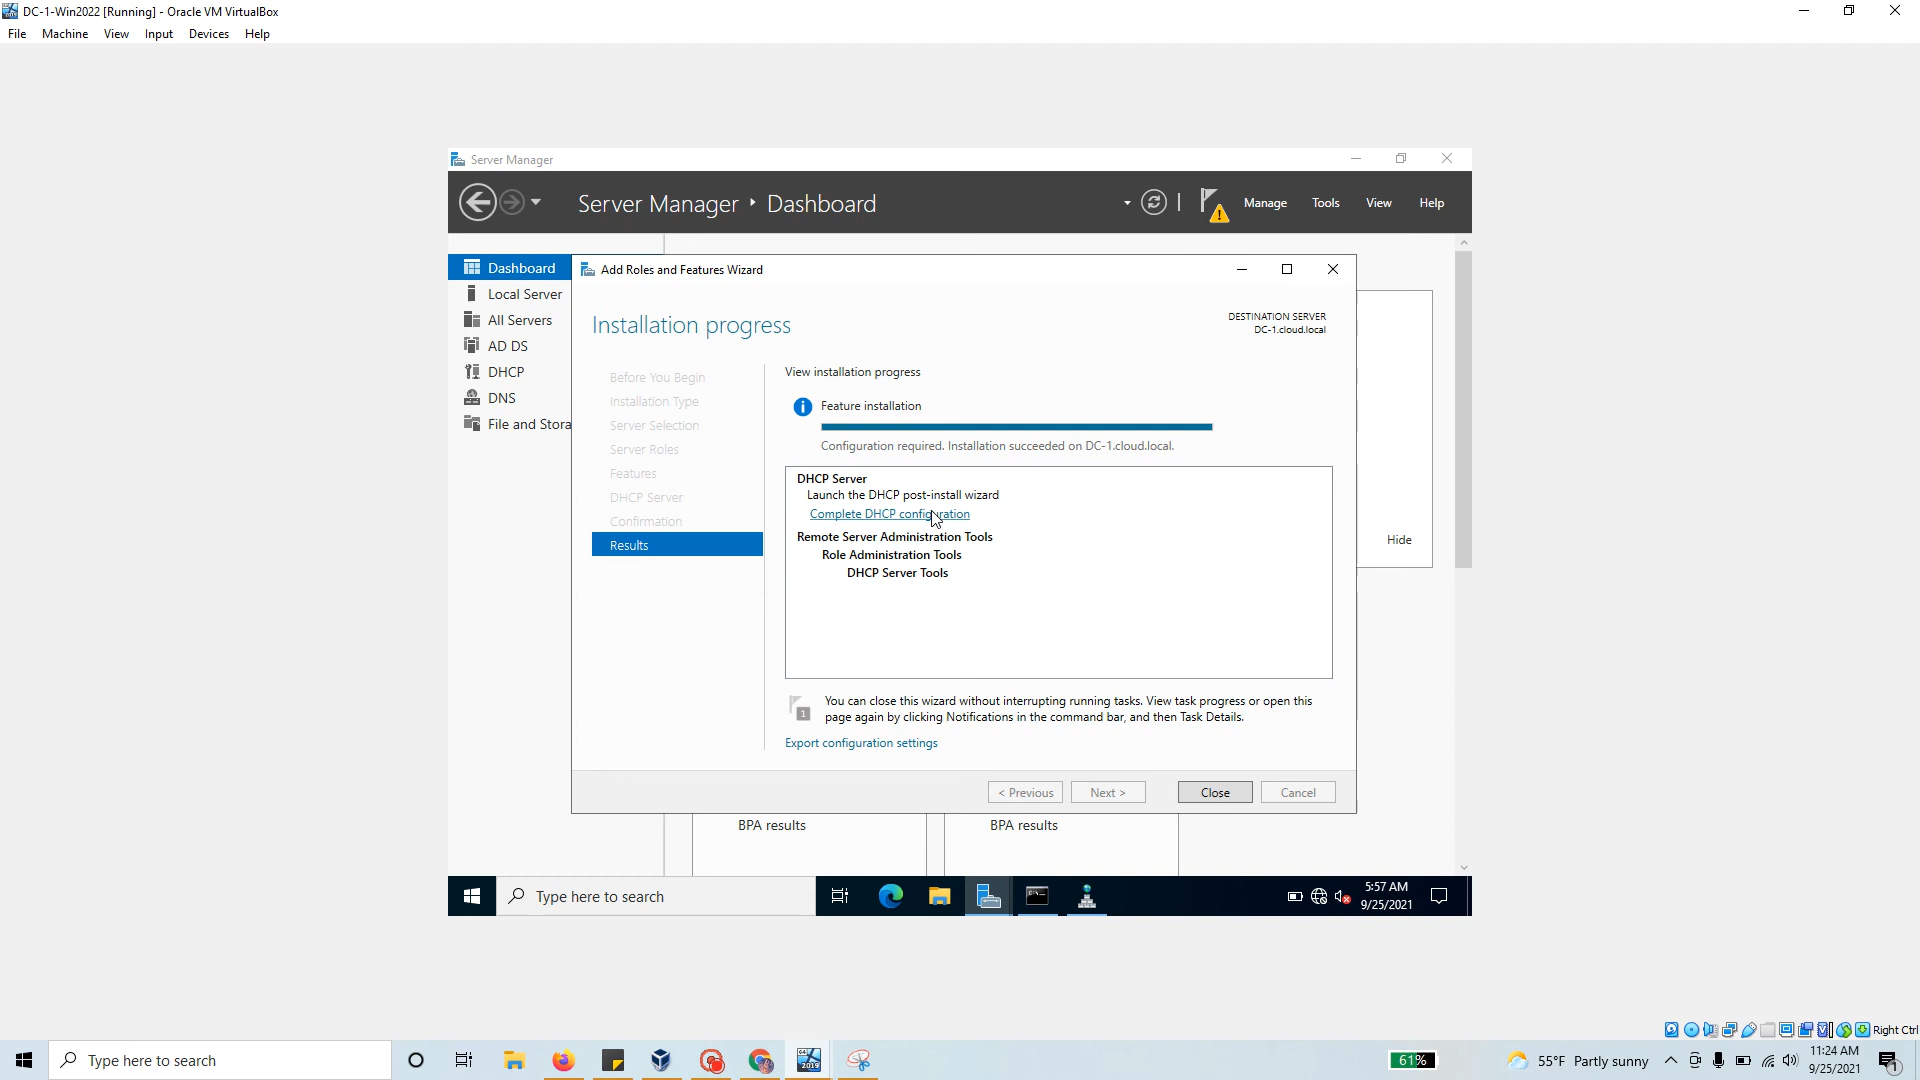 DC-1-Win2022 [Running] - Oracle VM VirtualBox
File Machine View Input Devices Help
Server Manager
Server Manager • Dashboard
Manage Tools View Help
Dashboard
Local Server
All Servers
AD DS
DHCP
DNS
File and Stora
Add Roles and Features Wizard
Installation progress
DESTINATION SERVER
DC-1.cloud.local
Before You Begin
Installation Type
Server Selection
Server Roles
Features
DHCP Server
Confirmation
Results
View installation progress
Feature installation
Configuration required. Installation succeeded on DC-1.cloud.local.
DHCP Server
Launch the DHCP post-install wizard
Complete DHCP configuration
Remote Server Administration Tools
Role Administration Tools
DHCP Server Tools
Hide
1
You can close this wizard without interrupting running tasks. View task progress or open this
page again by clicking Notifications in the command bar, and then Task Details.
Export configuration settings
< Previous Next > Close Cancel
BPA results
BPA results
Type here to search
5:57 AM
9/25/2021
Right Ctrl
Type here to search
2019
61%
55°F Partly sunny
11:24 AM
9/25/2021
1